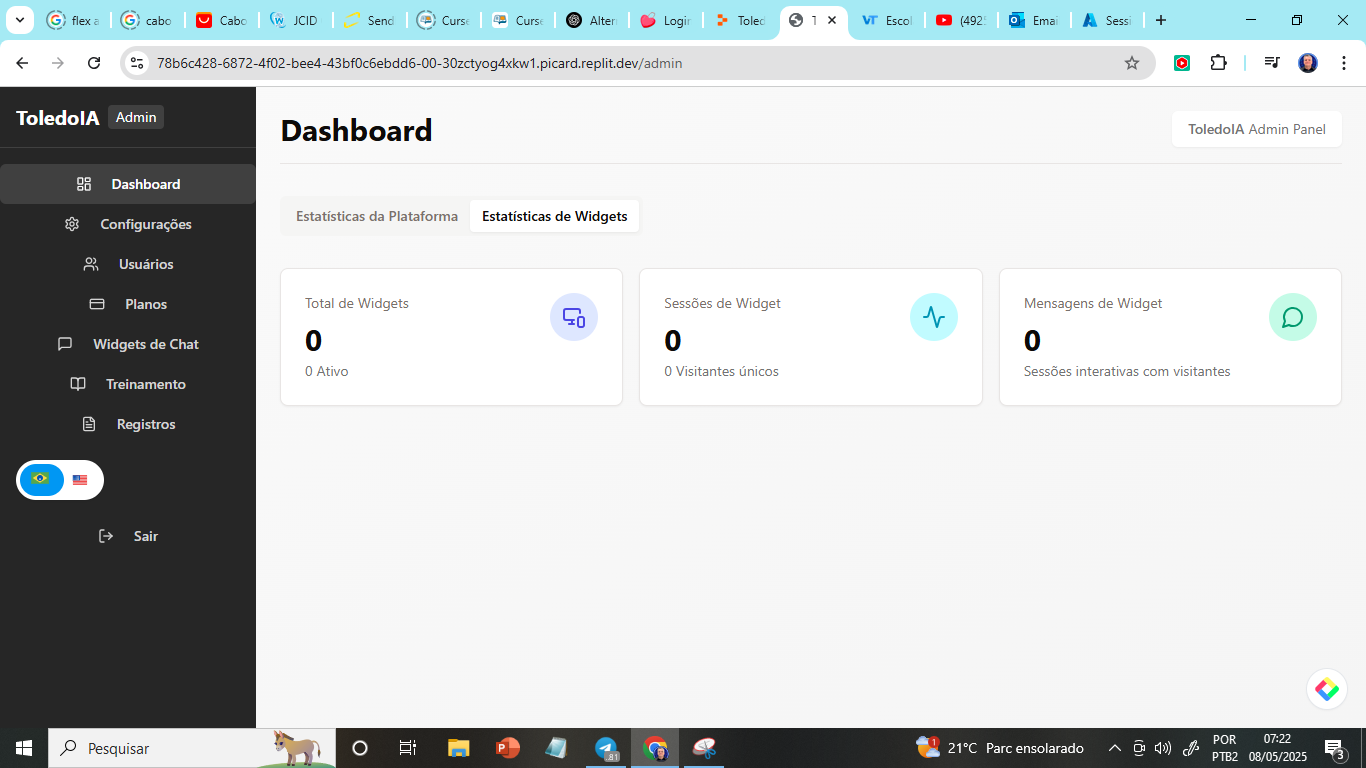 flex a
cabo
Cabo
JCID
Send
Curse
Curse
Altern
Login
Toled
T
Escol
(492
Emai
Sessi
78b6c428-6872-4f02-bee4-43bf0c6ebdd6-00-30zctyog4xkw1.picard.replit.dev/admin
ToledoIA Admin
Dashboard
ToledoIA Admin Panel
Dashboard
Configurações
Usuários
Planos
Widgets de Chat
Treinamento
Registros
Sair
Estatísticas da Plataforma
Estatísticas de Widgets
Total de Widgets
0
0 Ativo
Sessões de Widget
0
0 Visitantes únicos
Mensagens de Widget
0
Sessões interativas com visitantes
Pesquisar
81
1
21°C Parc ensolarado
POR
PTB2
07:22
08/05/2025
3